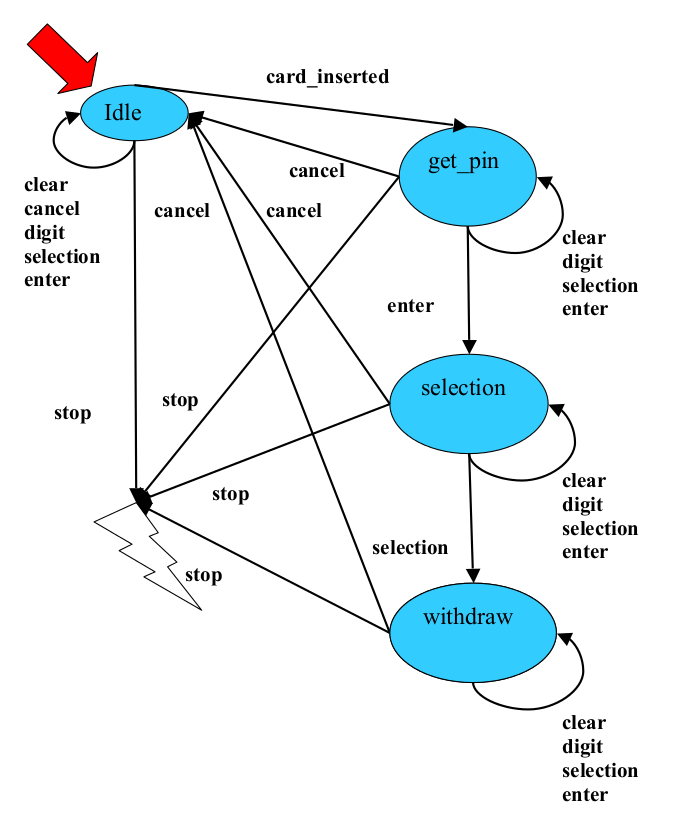 card_inserted
Idle
get_pin
cancel
clear
cancel
digit
selection
enter
cancel
cancel
clear
digit
selection
enter
enter
selection
stop
stop
clear
digit
selection
enter
stop
selection
stop
withdraw
clear
digit
selection
enter